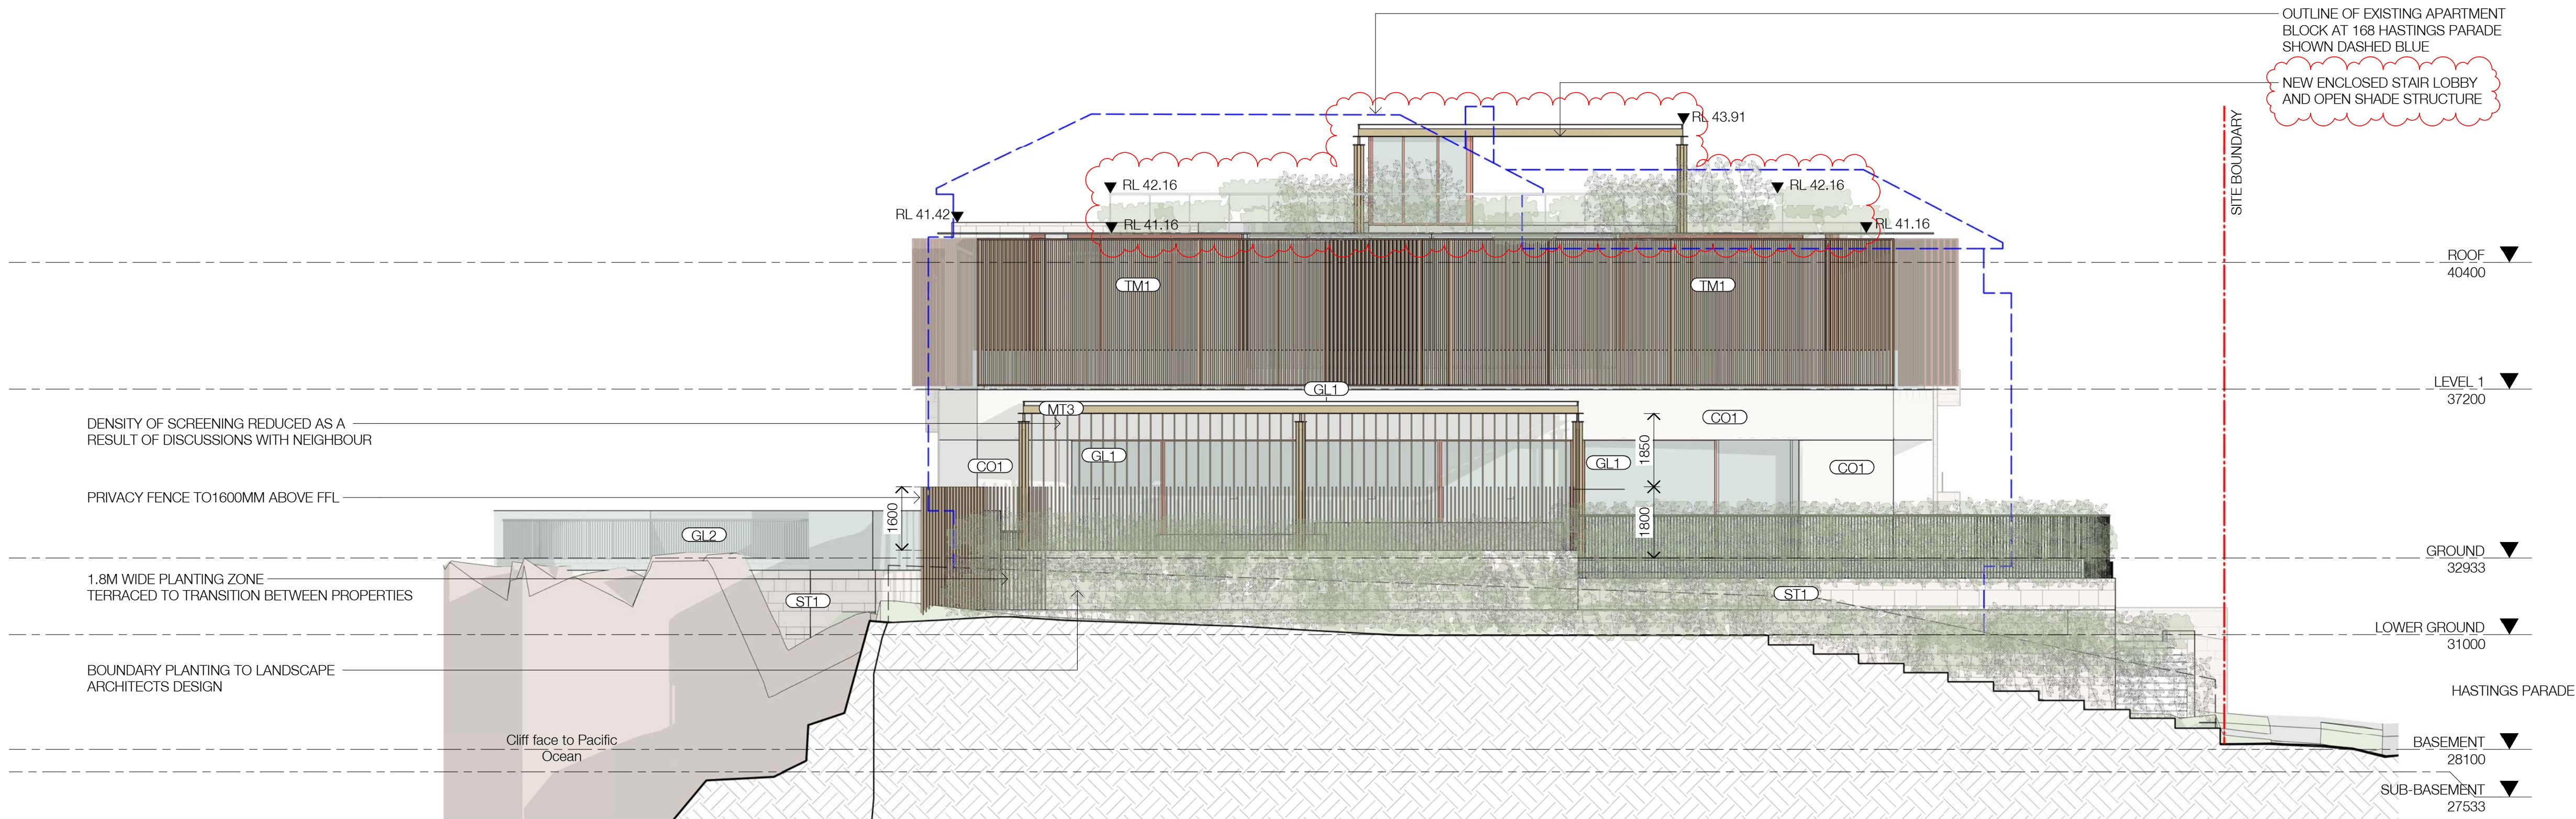 OUTLINE OF EXISTING APARTMENT
BLOCK AT 168 HASTINGS PARADE
SHOWN DASHED BLUE
NEW ENCLOSED STAIR LOBBY
AND OPEN SHADE STRUCTURE
SITE BOUNDARY
RL 43.91
RL 42.16
RL 42.16
RL 41.42
RL 41.16
RL 41.16
ROOF
40400
TM1
TM1
LEVEL 1
37200
GL1
MT3
CO1
DENSITY OF SCREENING REDUCED AS A
RESULT OF DISCUSSIONS WITH NEIGHBOUR
1850
CO1
GL1
GL1
CO1
PRIVACY FENCE TO1600MM ABOVE FFL
1600
1800
GL2
GROUND
32933
1.8M WIDE PLANTING ZONE
TERRACED TO TRANSITION BETWEEN PROPERTIES
ST1
ST1
LOWER GROUND
31000
BOUNDARY PLANTING TO LANDSCAPE
ARCHITECTS DESIGN
HASTINGS PARADE
Cliff face to Pacific
Ocean
BASEMENT
28100
SUB-BASEMENT
27533